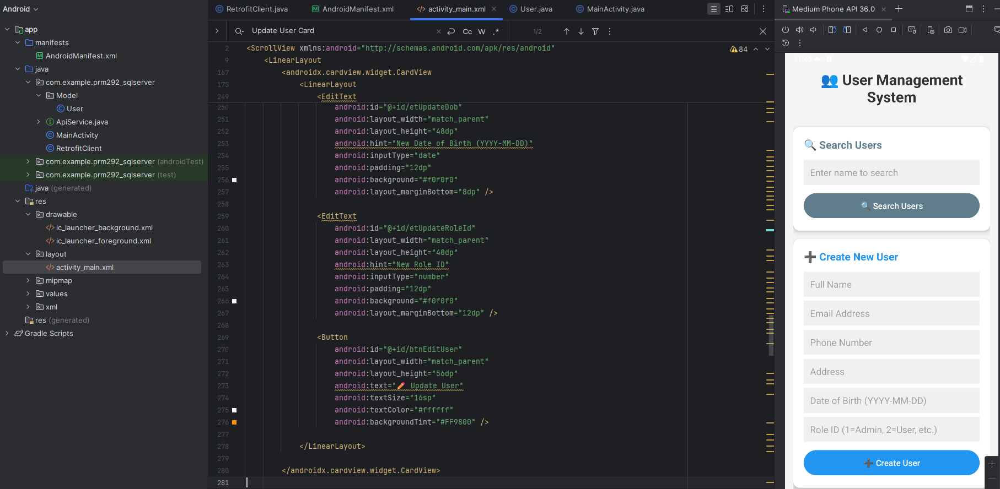 Android
app
manifests
AndroidManifest.xml
java
com.example.prm292_sqlserver
Model
User
ApiService.java
MainActivity
RetrofitClient
com.example.prm292_sqlserver (androidTest)
com.example.prm292_sqlserver (test)
java (generated)
res
drawable
ic_launcher_background.xml
ic_launcher_foreground.xml
layout
activity_main.xml
mipmap
values
xml
res (generated)
Gradle Scripts
RetrofitClient.java AndroidManifest.xml activity_main.xml User.java MainActivity.java
Update User Card Cc W .* 1/2
84
2 <ScrollView xmlns:android="http://schemas.android.com/apk/res/android"
9 <LinearLayout
167 <androidx.cardview.widget.CardView
175 <LinearLayout
249 <EditText
250 android:id="@+id/etUpdateDob"
251 android:layout_width="match_parent"
252 android:layout_height="48dp"
253 android:hint="New Date of Birth (YYYY-MM-DD)"
254 android:inputType="date"
255 android:padding="12dp"
256 android:background="#f0f0f0"
257 android:layout_marginBottom="8dp" />
258
259 <EditText
260 android:id="@+id/etUpdateRoleId"
261 android:layout_width="match_parent"
262 android:layout_height="48dp"
263 android:hint="New Role ID"
264 android:inputType="number"
265 android:padding="12dp"
266 android:background="#f0f0f0"
267 android:layout_marginBottom="12dp" />
268
269 <Button
270 android:id="@+id/btnEditUser"
271 android:layout_width="match_parent"
272 android:layout_height="56dp"
273 android:text="✏️ Update User"
274 android:textSize="16sp"
275 android:textColor="#ffffff"
276 android:backgroundTint="#FF9800" />
277
278 </LinearLayout>
279
280 </androidx.cardview.widget.CardView>
281
Medium Phone API 36.0
11:45
👥 User Management
System
🔍 Search Users
Enter name to search
🔍 Search Users
➕ Create New User
Full Name
Email Address
Phone Number
Address
Date of Birth (YYYY-MM-DD)
Role ID (1=Admin, 2=User, etc.)
➕ Create User